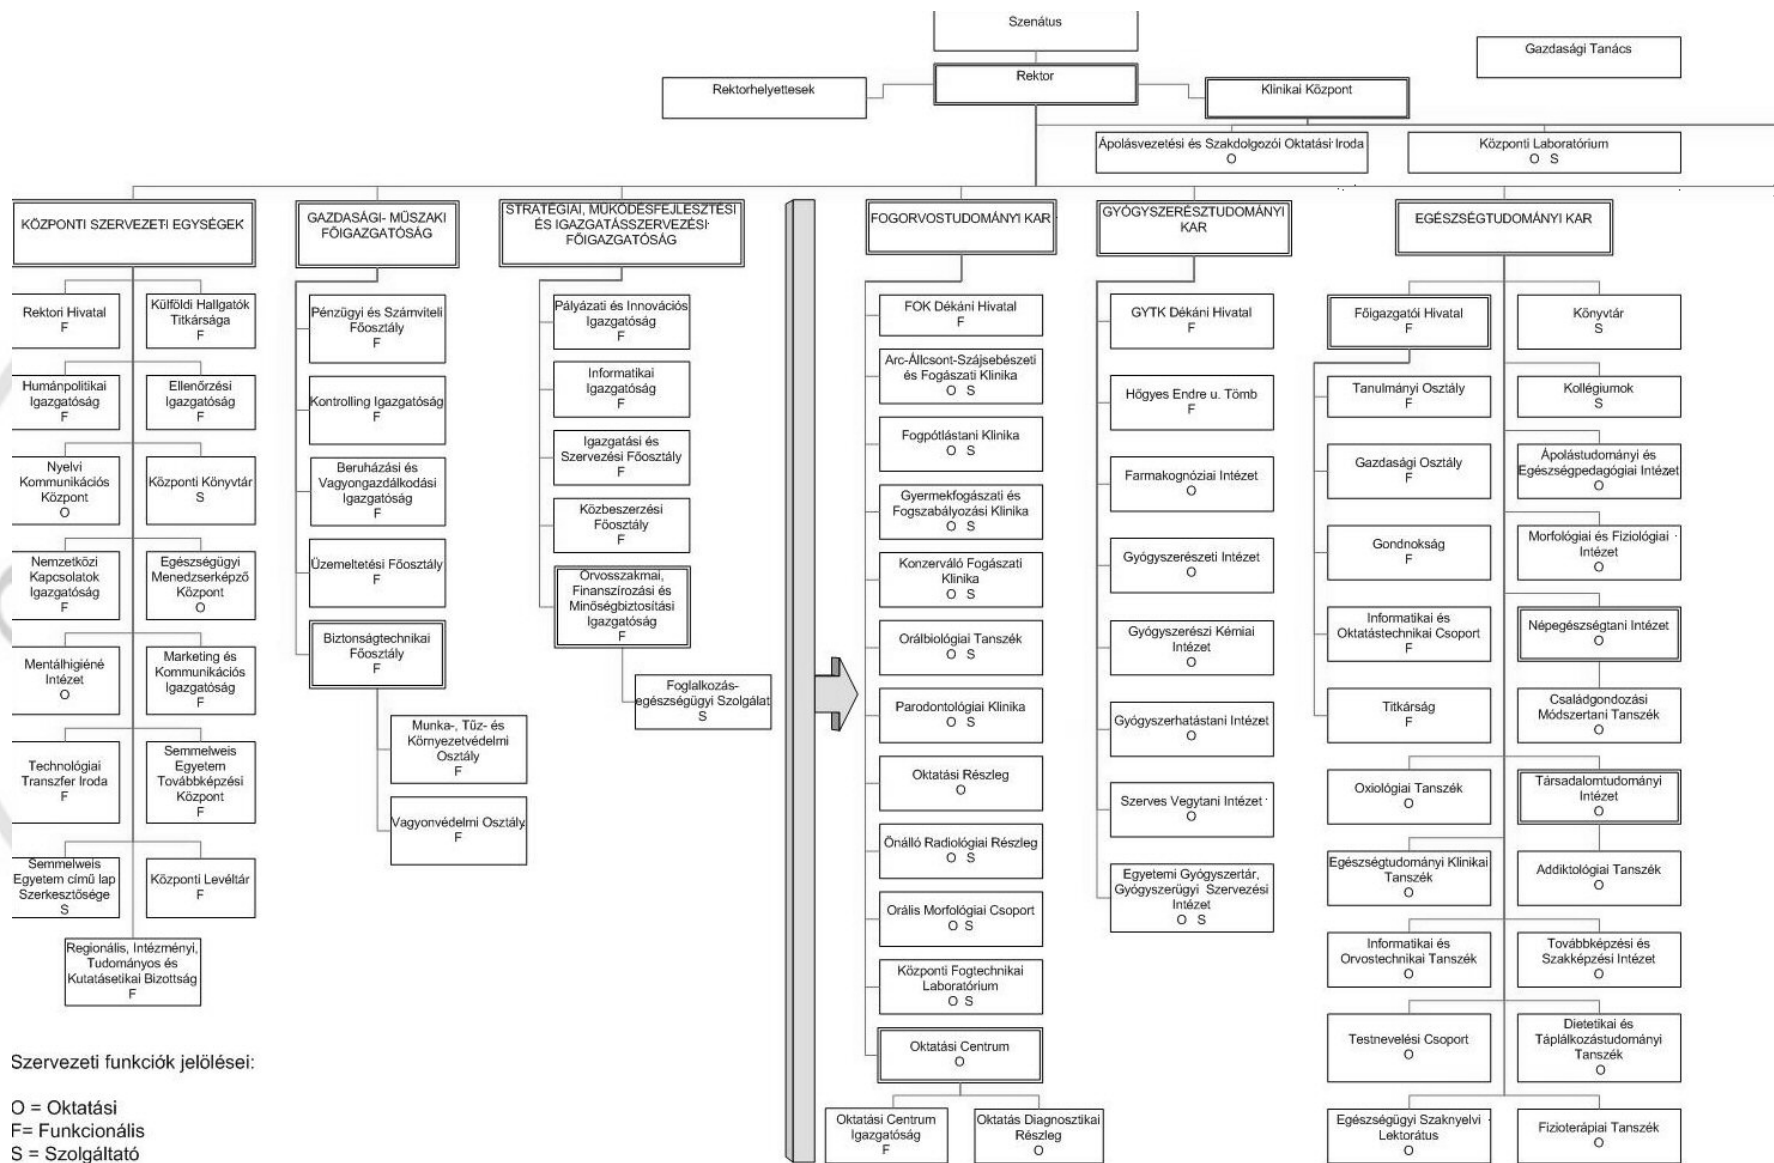 Szenátus
Gazdasági Tanács
Rektor
Rektorhelyettesek
Klinikai Központ
Ápolásvezetési és Szakdolgozói Oktatási Iroda
O
Központi Laboratórium
O S
KÖZPONTI SZERVEZETI EGYSÉGEK
Rektori Hivatal
F
Külföldi Hallgatók
Titkársága
F
Humánpolitikai
Igazgatóság
F
Ellenőrzési
Igazgatóság
F
Nyelvi
Kommunikációs
Központ
O
Központi Könyvtár
S
Nemzetközi
Kapcsolatok
Igazgatóság
F
Egészségügyi
Menedzserképző
Központ
O
Mentálhigiéné
Intézet
O
Marketing és
Kommunikációs
Igazgatóság
F
Technológiai
Transzfer Iroda
F
Semmelweis
Egyetem
Továbbképzési
Központ
F
Semmelweis
Egyetem című lap
Szerkesztősége
S
Központi Levéltár
F
Regionális, Intézményi,
Tudományos és
Kutatásetikai Bizottság
F
GAZDASÁGI- MŰSZAKI
FŐIGAZGATÓSÁG
Pénzügyi és Számviteli
Főosztály
F
Kontrolling Igazgatóság
F
Beruházási és
Vagyongazdálkodási
Igazgatóság
F
Üzemeltetési Főosztály
F
Biztonságtechnikai
Főosztály
F
Munka-, Tűz- és
Környezetvédelmi
Osztály
F
Vagyonvédelmi Osztály
F
STRATÉGIAI, MŰKÖDÉSFEJLESZTÉSI
ÉS IGAZGATÁSSZERVEZÉSI
FŐIGAZGATÓSÁG
Pályázati és Innovációs
Igazgatóság
F
Informatikai
Igazgatóság
F
Igazgatási és
Szervezési Főosztály
F
Közbeszerzési
Főosztály
F
Orvosszakmai,
Finanszírozási és
Minőségbiztosítási
Igazgatóság
F
Foglalkozás-
egészségügyi Szolgálat
S
FOGORVOSTUDOMÁNYI KAR
FOK Dékáni Hivatal
F
Arc-Állcsont-Szájsebészeti
és Fogászati Klinika
O S
Fogpótlástani Klinika
O S
Gyermekfogászati és
Fogszabályozási Klinika
O S
Konzerváló Fogászati
Klinika
O S
Orálbiológiai Tanszék
O S
Parodontológiai Klinika
O S
Oktatási Részleg
O
Önálló Radiológiai Részleg
O S
Orális Morfológiai Csoport
O S
Központi Fogtechnikai
Laboratórium
O S
Oktatási Centrum
O
Oktatási Centrum
Igazgatóság
F
Oktatás Diagnosztikai
Részleg
O
GYÓGYSZERÉSZTUDOMÁNYI
KAR
GYTK Dékáni Hivatal
F
Hőgyes Endre u. Tömb
F
Farmakognóziai Intézet
O
Gyógyszerészeti Intézet
O
Gyógyszerészi Kémiai
Intézet
O
Gyógyszerhatástani Intézet
O
Szerves Vegytani Intézet
O
Egyetemi Gyógyszertár,
Gyógyszerügyi Szervezési
Intézet
O S
EGÉSZSÉGTUDOMÁNYI KAR
Főigazgatói Hivatal
F
Könyvtár
S
Tanulmányi Osztály
F
Kollégiumok
S
Gazdasági Osztály
F
Ápolástudományi és
Egészségpedagógiai Intézet
O
Gondnokság
F
Morfológiai és Fiziológiai
Intézet
O
Informatikai és
Oktatástechnikai Csoport
F
Népegészségtani Intézet
O
Titkárság
F
Családgondozási
Módszertani Tanszék
O
Oxiológiai Tanszék
O
Társadalomtudományi
Intézet
O
Egészségtudományi Klinikai
Tanszék
O
Addiktológiai Tanszék
O
Informatikai és
Orvostechnikai Tanszék
O
Továbbképzési és
Szakképzési Intézet
O
Testnevelési Csoport
O
Dietetikai és
Táplálkozástudományi
Tanszék
O
Egészségügyi Szaknyelvi
Lektorátus
O
Fizioterápiai Tanszék
O
Szervezeti funkciók jelölései:
O = Oktatási
F= Funkcionális
S = Szolgáltató